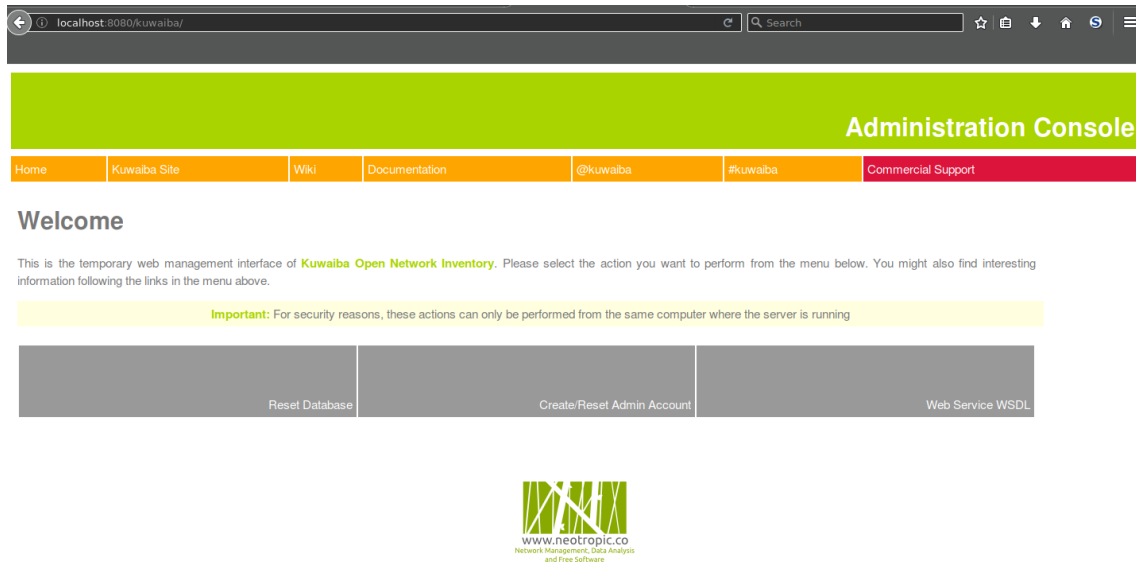 localhost:8080/kuwaiba/
Search
Administration Console
Home Kuwaiba Site Wiki Documentation @kuwaiba #kuwaiba Commercial Support
Welcome
This is the temporary web management interface of Kuwaiba Open Network Inventory. Please select the action you want to perform from the menu below. You might also find interesting
information following the links in the menu above.
Important: For security reasons, these actions can only be performed from the same computer where the server is running
Reset Database Create/Reset Admin Account Web Service WSDL
www.neotropic.co
Network Management, Data Analysis
and Free Software